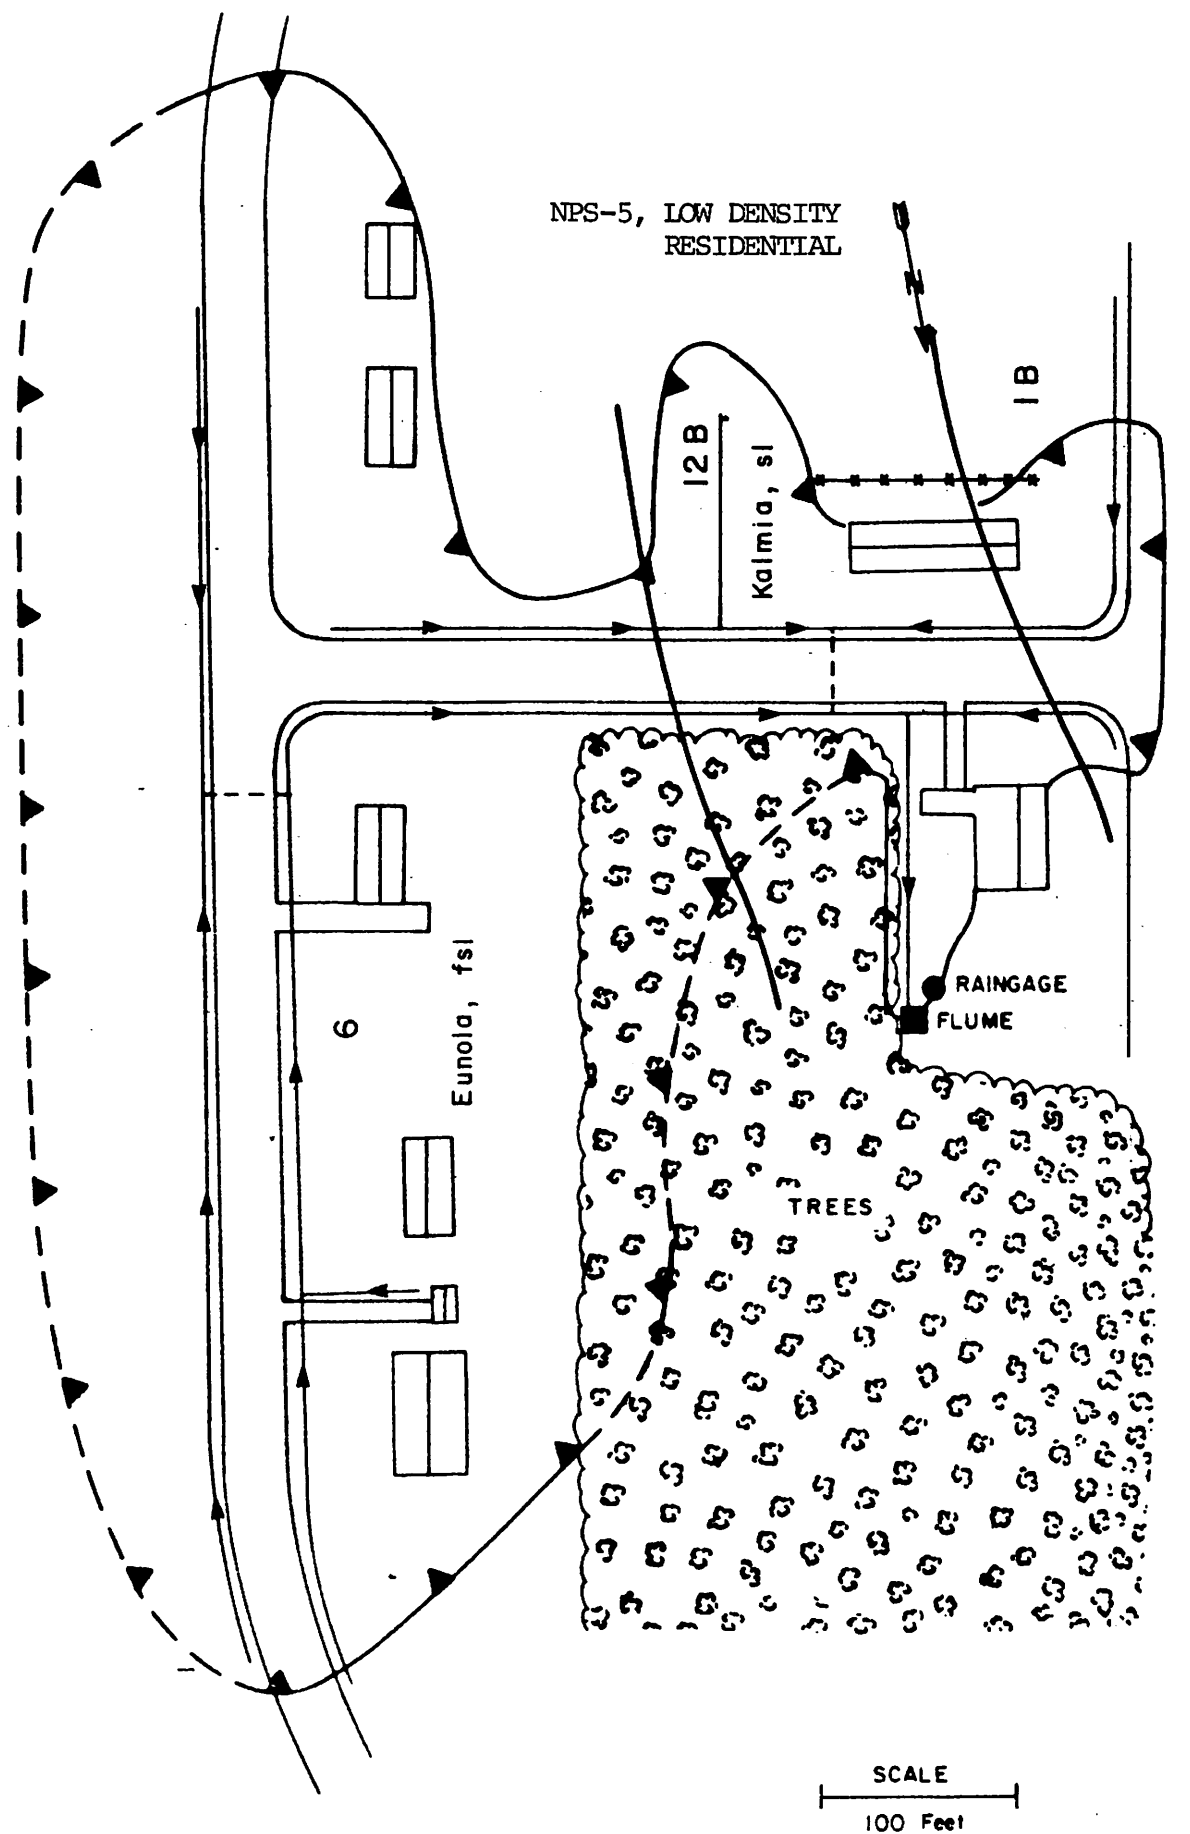 NPS-5, LOW DENSITY
RESIDENTIAL
N
1B
12B
Kalmia, sl
6
Eunola, fsl
RAINGAGE
FLUME
TREES
SCALE
100 Feet